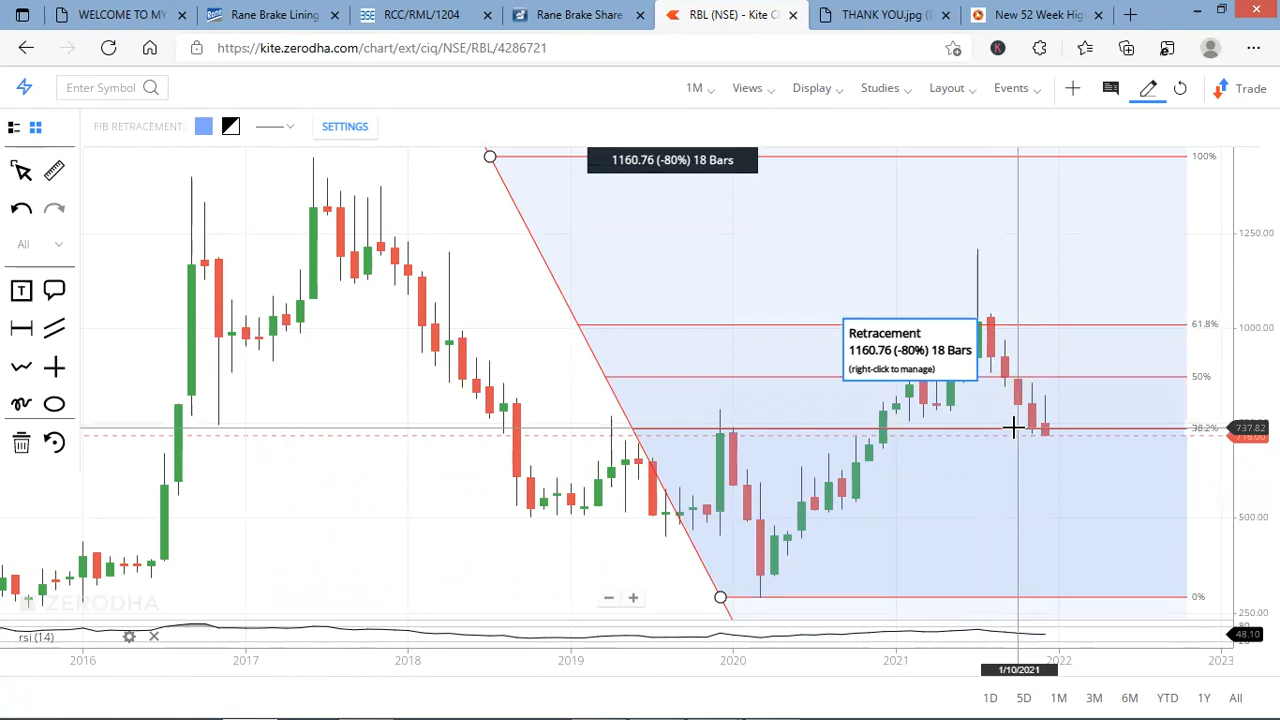 WELCOME TO MY
Rane Brake Lining
RCC/RML/1204
Rane Brake Share
RBL (NSE) - Kite C
THANK YOU.jpg (
New 52 Week Hig
https://kite.zerodha.com/chart/ext/ciq/NSE/RBL/4286721
Enter Symbol
1M
Views
Display
Studies
Layout
Events
Trade
FIB RETRACEMENT:
SETTINGS
1160.76 (-80%) 18 Bars
100%
1250.00
All
Retracement
1160.76 (-80%) 18 Bars
(right-click to manage)
61.8%
1000.00
50%
38.2%
737.82
716.00
500.00
0%
250.00
ZERODHA
rsi (14)
80
48.10
2016
2017
2018
2019
2020
2021
2022
2023
1/10/2021
1D
5D
1M
3M
6M
YTD
1Y
All